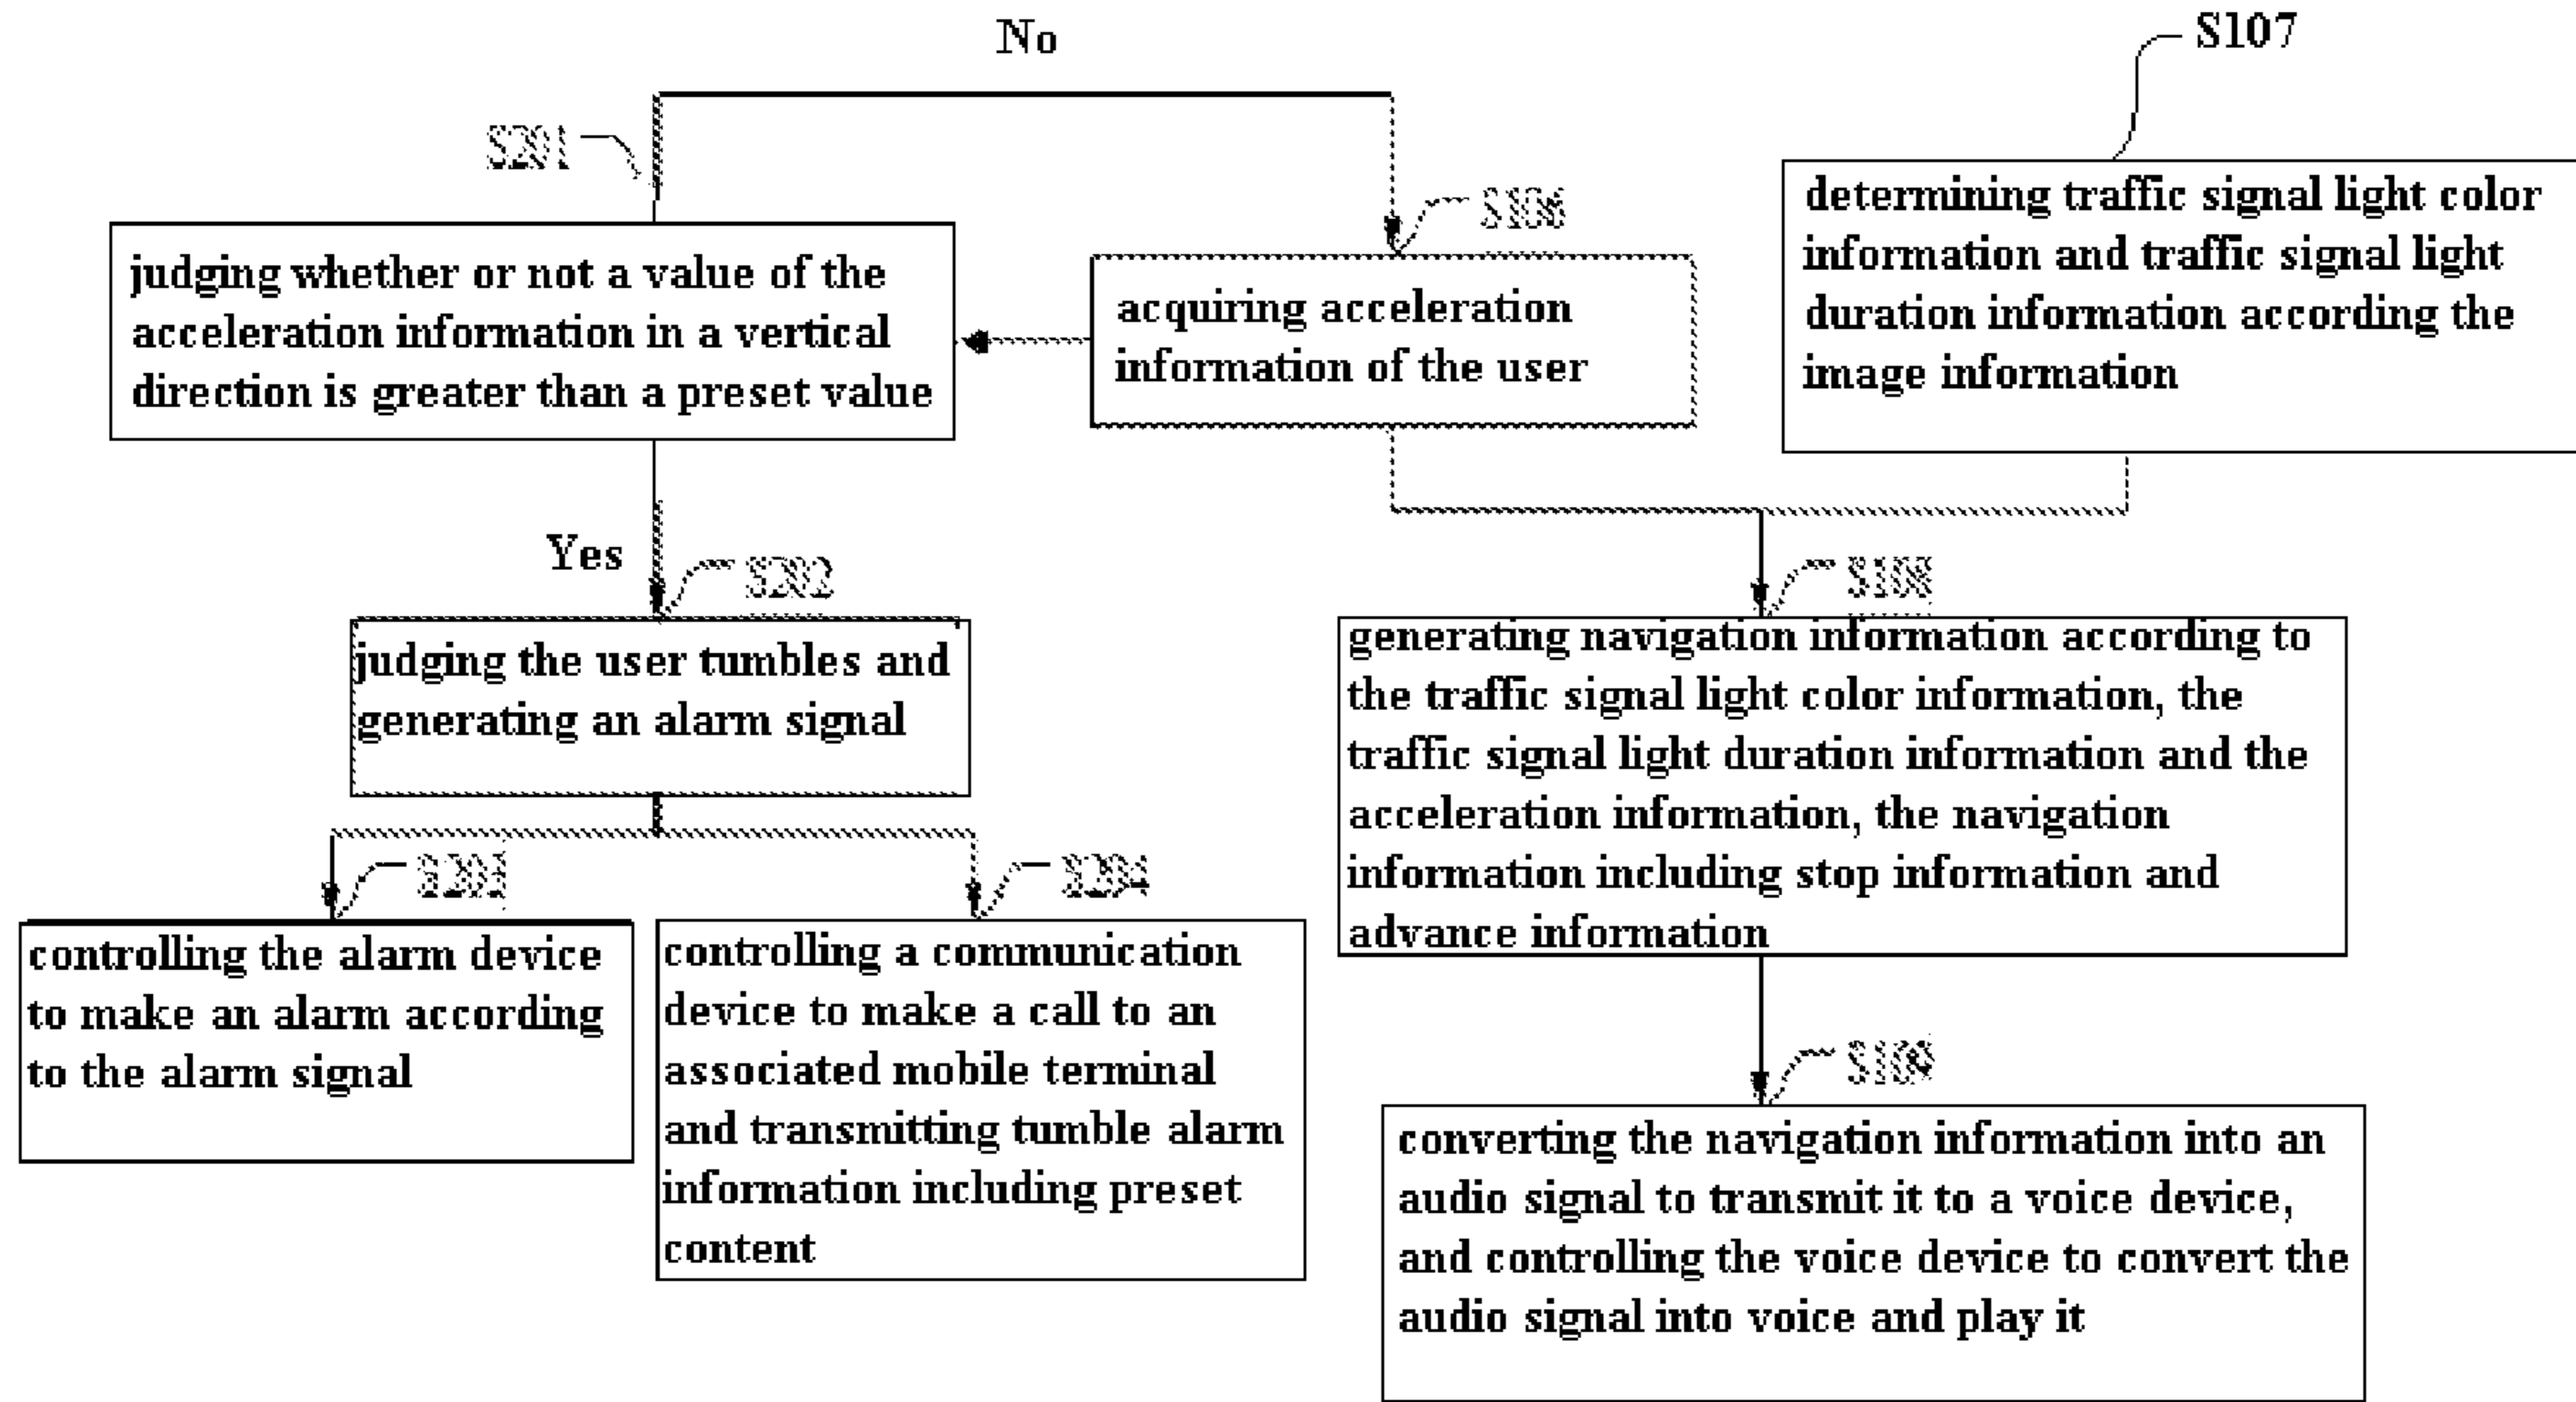 No
S107
S201
S106
determining traffic signal light color
information and traffic signal light
duration information according the
image information
judging whether or not a value of the
acceleration information in a vertical
direction is greater than a preset value
acquiring acceleration
information of the user
Yes
S202
S108
judging the user tumbles and
generating an alarm signal
generating navigation information according to
the traffic signal light color information, the
traffic signal light duration information and the
acceleration information, the navigation
information including stop information and
advance information
S203
S204
controlling the alarm device
to make an alarm according
to the alarm signal
controlling a communication
device to make a call to an
associated mobile terminal
and transmitting tumble alarm
information including preset
content
S109
converting the navigation information into an
audio signal to transmit it to a voice device,
and controlling the voice device to convert the
audio signal into voice and play it